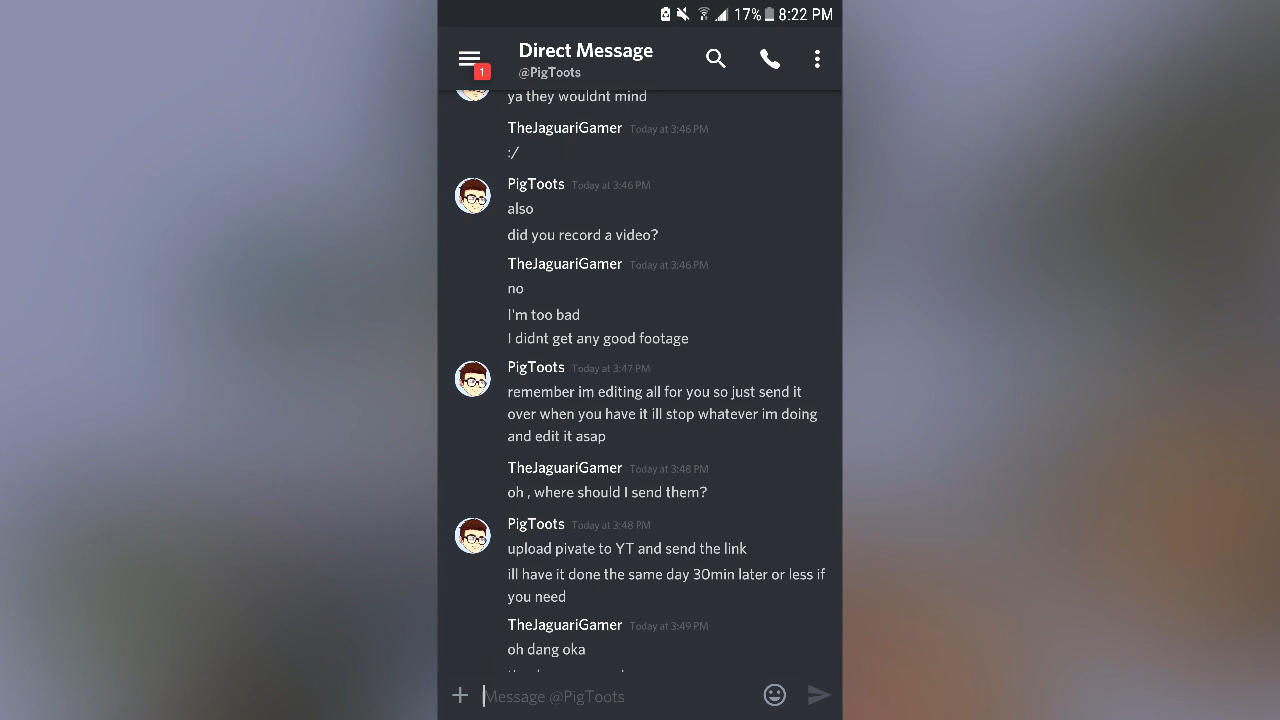 17% 8:22 PM
Direct Message
@PigToots
1
ya they wouldnt mind
TheJaguariGamer Today at 3:46 PM
:/
PigToots Today at 3:46 PM
also
did you record a video?
TheJaguariGamer Today at 3:46 PM
no
I'm too bad
I didnt get any good footage
PigToots Today at 3:47 PM
remember im editing all for you so just send it
over when you have it ill stop whatever im doing
and edit it asap
TheJaguariGamer Today at 3:48 PM
oh , where should I send them?
PigToots Today at 3:48 PM
upload pivate to YT and send the link
ill have it done the same day 30min later or less if
you need
TheJaguariGamer Today at 3:49 PM
oh dang oka
Message @PigToots